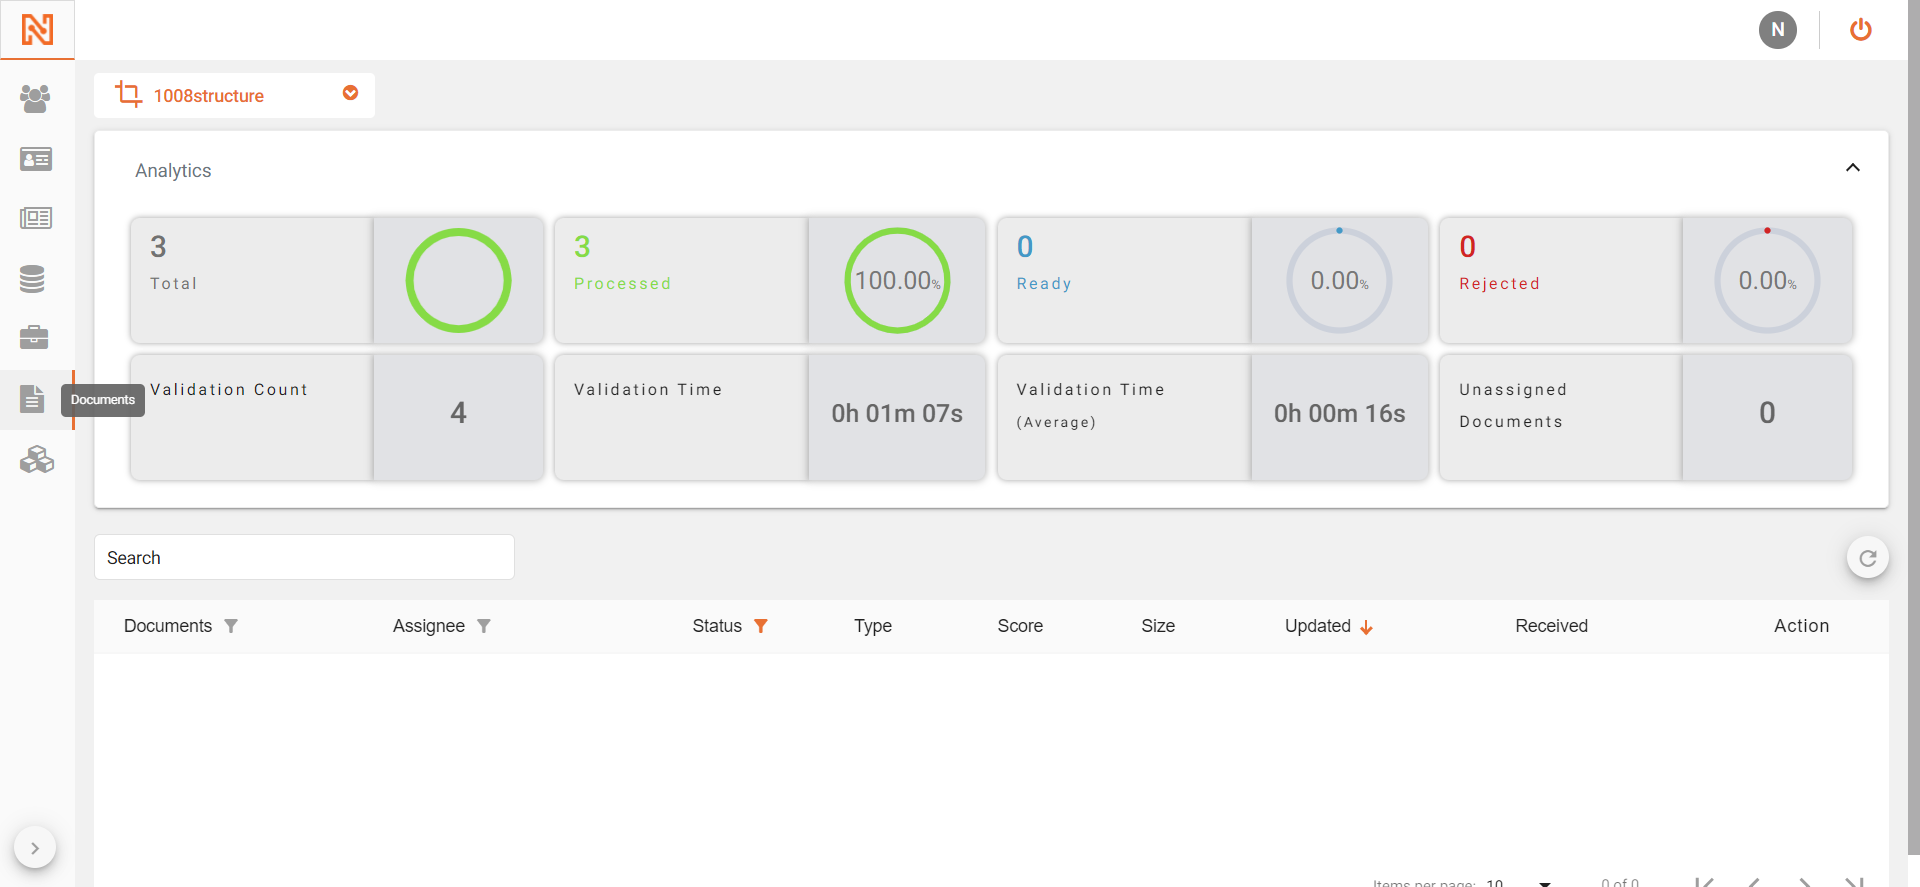 N
1008structure
Analytics
3
Total
3
Processed
100.00%
0
Ready
0.00%
0
Rejected
0.00%
Validation Count
4
Validation Time
0h 01m 07s
Validation Time
(Average)
0h 00m 16s
Unassigned
Documents
0
Documents
Search
Documents Assignee Status Type Score Size Updated Received Action
Items per page: 10 0 of 0